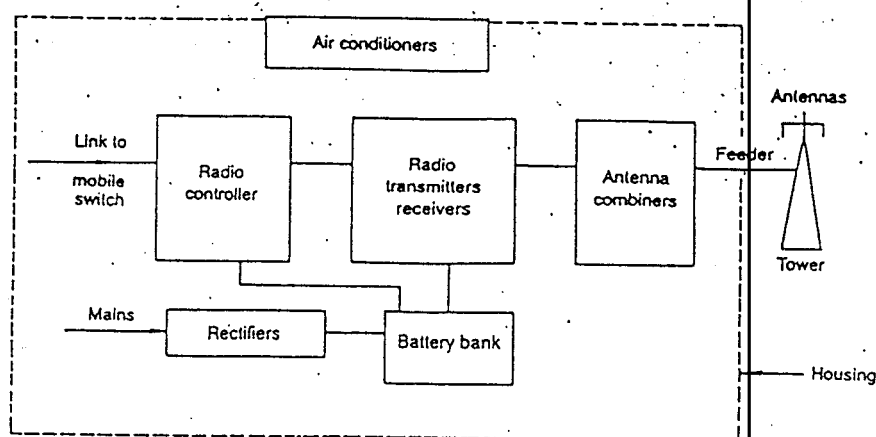 Air conditioners
Antennas
Link to
mobile
switch
Radio
controller
Radio
transmitters
receivers
Antenna
combiners
Feeder
Tower
Mains
Rectifiers
Battery bank
Housing